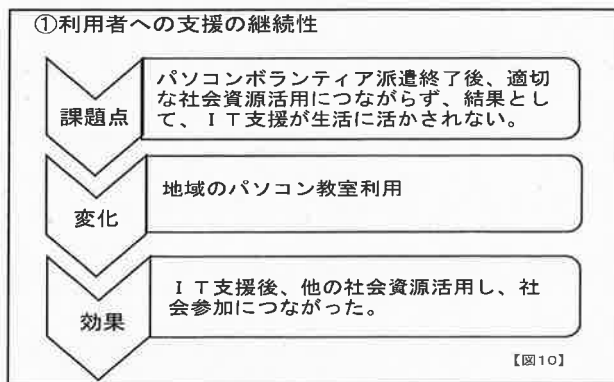 ①利用者への支援の継続性
課題点
パソコンボランティア派遣終了後、適切
な社会資源活用につながらず、結果とし
て、ＩＴ支援が生活に活かされない。
変化
地域のパソコン教室利用
効果
ＩＴ支援後、他の社会資源活用し、社
会参加につながった。
【図10】